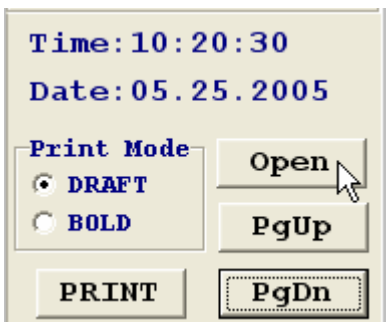 Time:10:20:30
Date:05.25.2005
Print Mode
DRAFT
BOLD
Open
PgUp
PRINT
PgDn